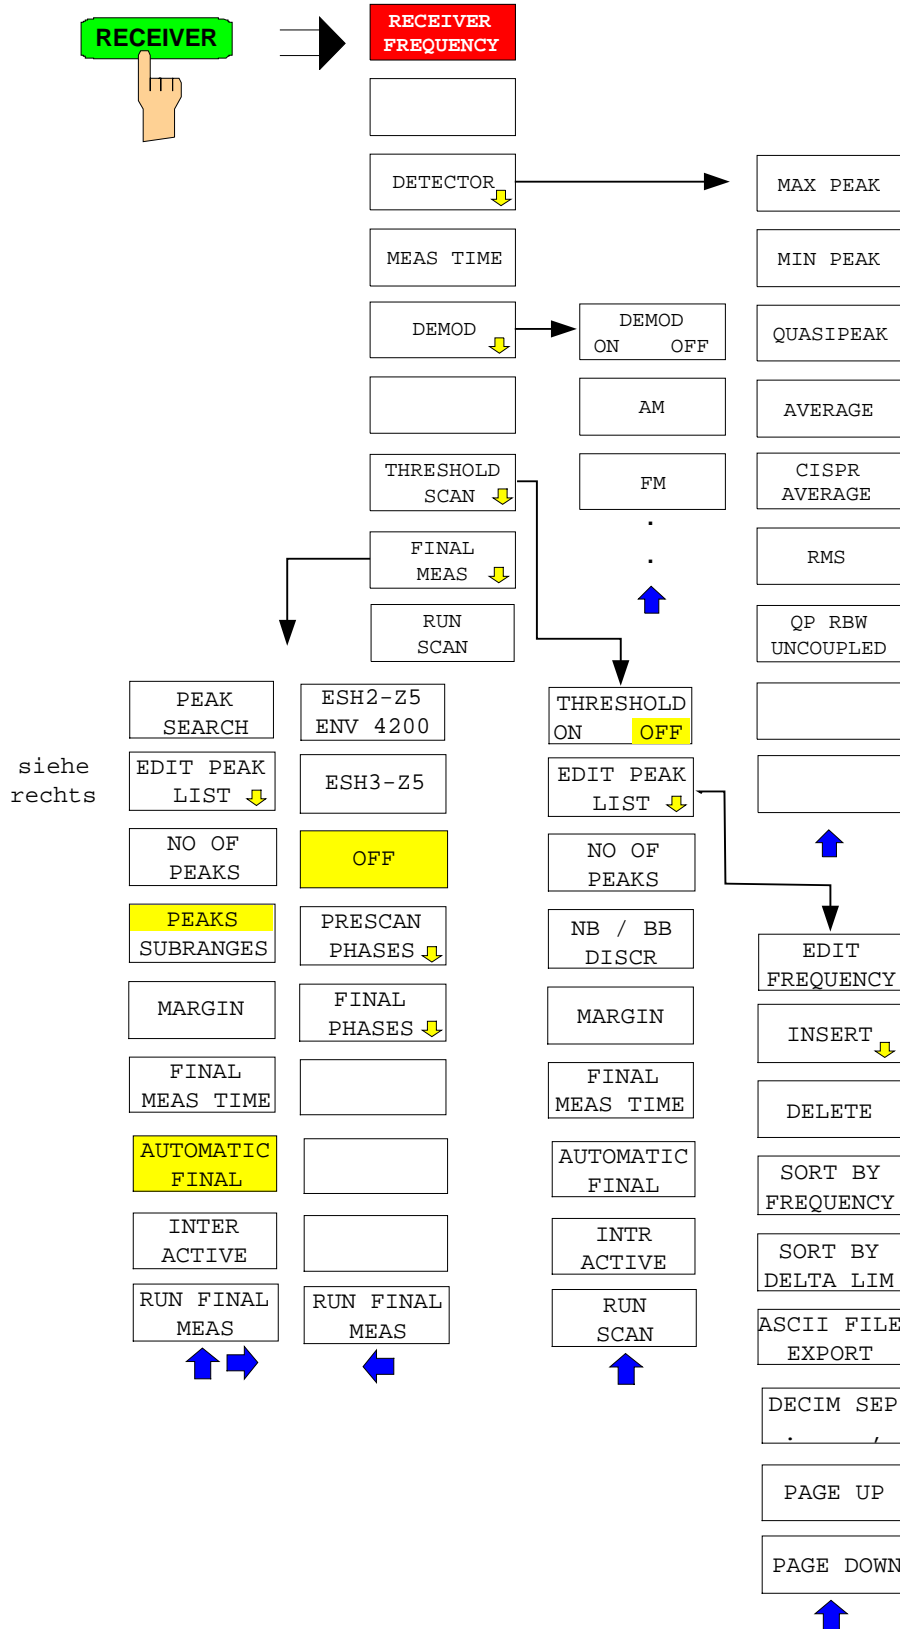 RECEIVER
RECEIVER
FREQUENCY
DETECTOR
MEAS TIME
DEMOD
THRESHOLD
SCAN
FINAL
MEAS
RUN
SCAN
DEMOD
ON OFF
AM
FM
.
.
MAX PEAK
MIN PEAK
QUASIPEAK
AVERAGE
CISPR
AVERAGE
RMS
QP RBW
UNCOUPLED
siehe
rechts
PEAK
SEARCH
EDIT PEAK
LIST
NO OF
PEAKS
PEAKS
SUBRANGES
MARGIN
FINAL
MEAS TIME
AUTOMATIC
FINAL
INTER
ACTIVE
RUN FINAL
MEAS
ESH2-Z5
ENV 4200
ESH3-Z5
OFF
PRESCAN
PHASES
FINAL
PHASES
RUN FINAL
MEAS
THRESHOLD
ON OFF
EDIT PEAK
LIST
NO OF
PEAKS
NB / BB
DISCR
MARGIN
FINAL
MEAS TIME
AUTOMATIC
FINAL
INTR
ACTIVE
RUN
SCAN
EDIT
FREQUENCY
INSERT
DELETE
SORT BY
FREQUENCY
SORT BY
DELTA LIM
ASCII FILE
EXPORT
DECIM SEP
. ,
PAGE UP
PAGE DOWN